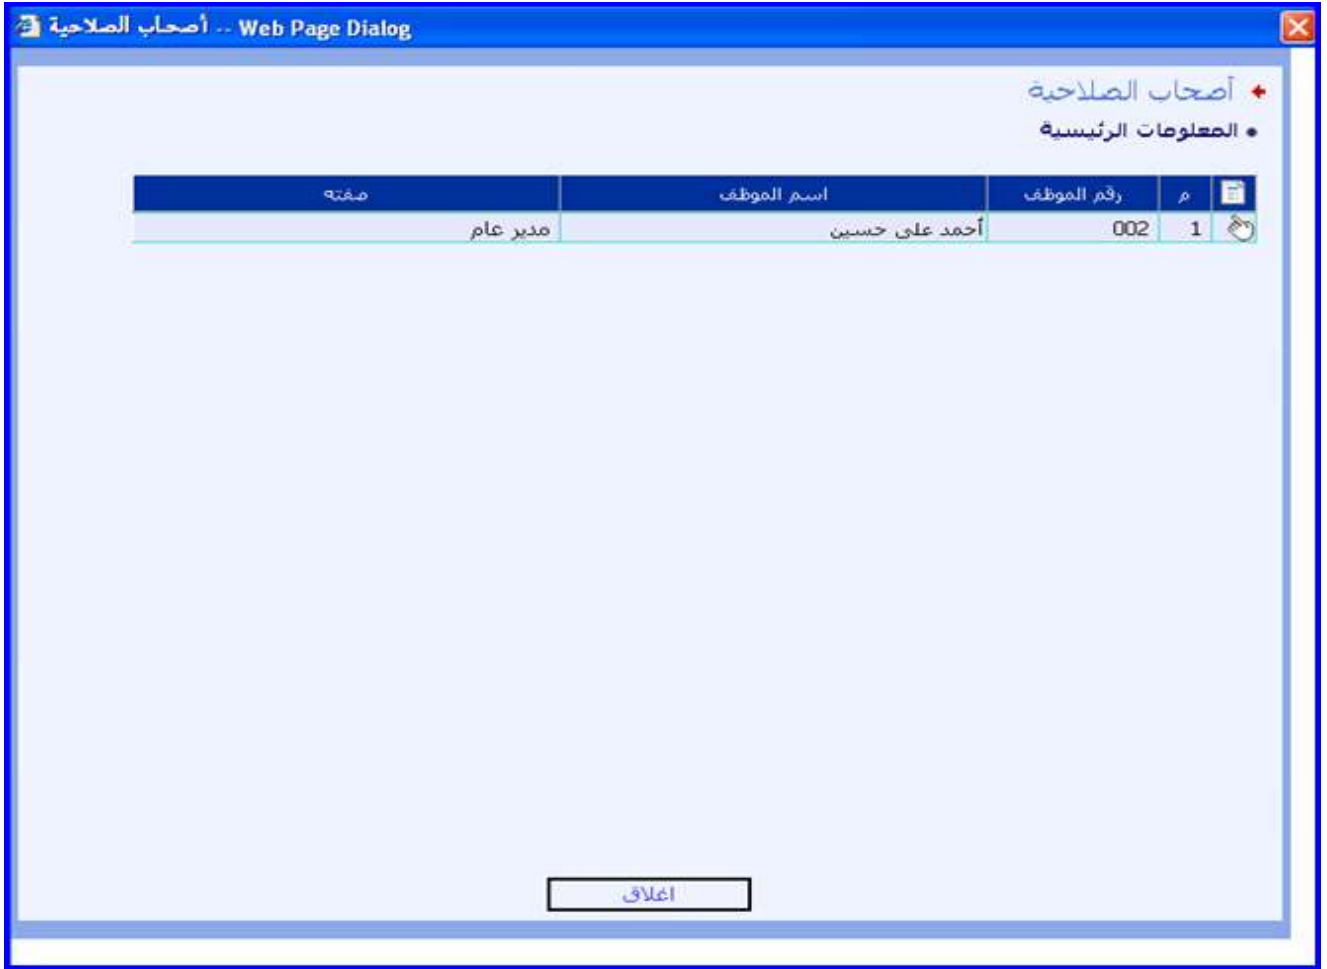 أصحاب الصلاحية -- Web Page Dialog
أصحاب الصلاحية
المعلومات الرئيسية
م رقم الموظف اسم الموظف صفته
1 002 أحمد على حسين مدير عام
اغلاق